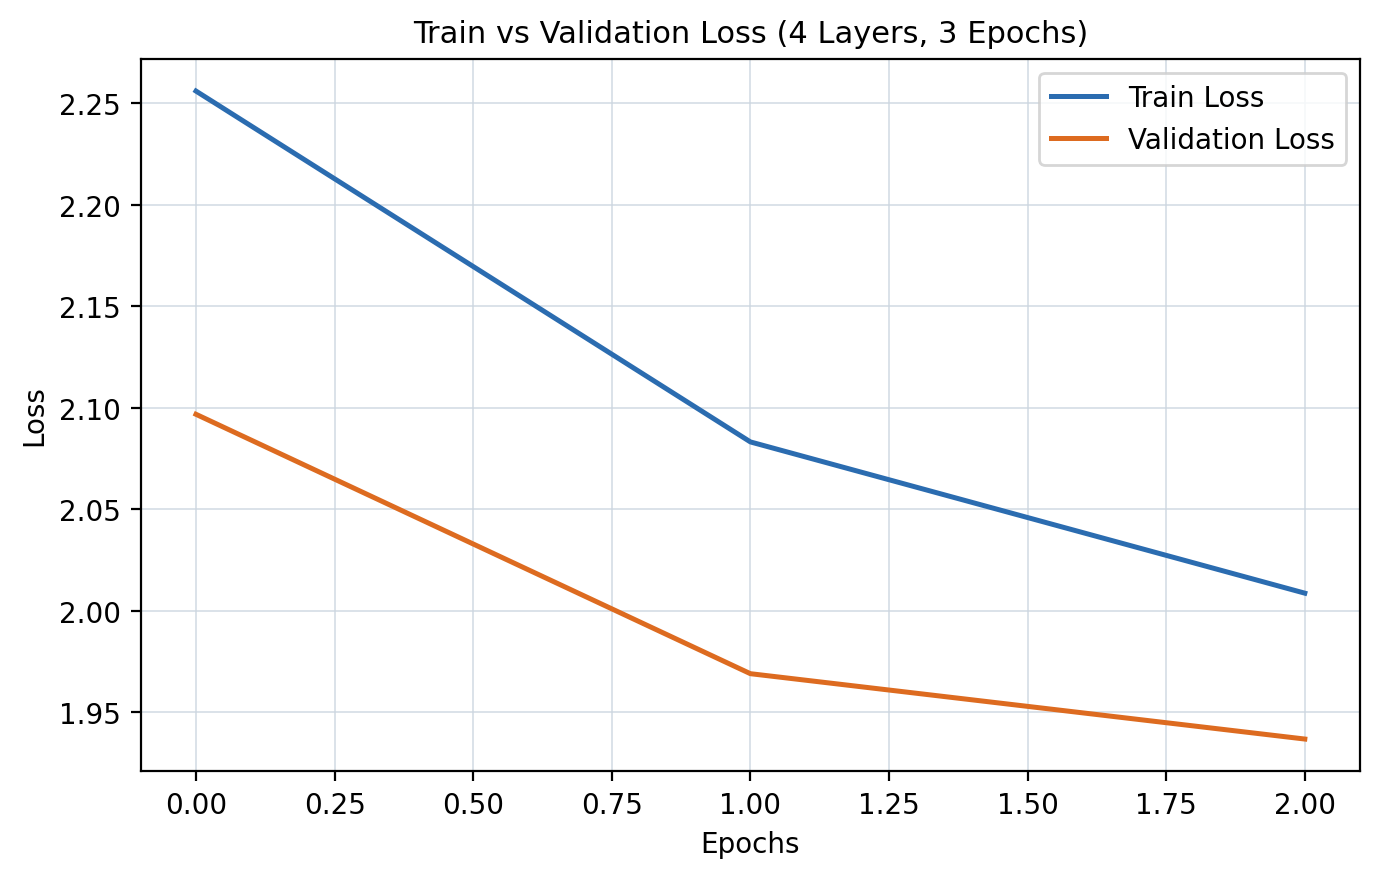 Train vs Validation Loss (4 Layers, 3 Epochs)
Train Loss
Validation Loss
Loss
2.25
2.20
2.15
2.10
2.05
2.00
1.95
0.00 0.25 0.50 0.75 1.00 1.25 1.50 1.75 2.00
Epochs